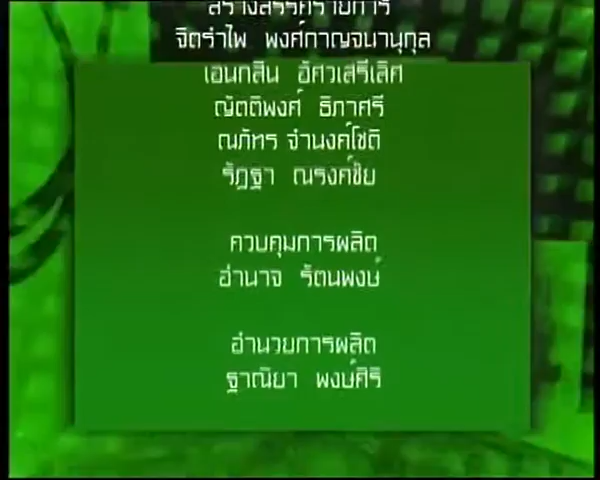 สร้างสรรค์รายการ
จิตรำไพ พงศ์กาญจนานุกูล
เอนกสิน อัศวเสรีเลิศ
ญัตติพงศ์ ธิภาศรี
ณภัทร จำนงค์โชติ
รัฎฐา ณรงค์ชัย
ควบคุมการผลิต
อำนาจ รัตนพงษ์
อำนวยการผลิต
ฐาณิยา พงษ์ศิริ